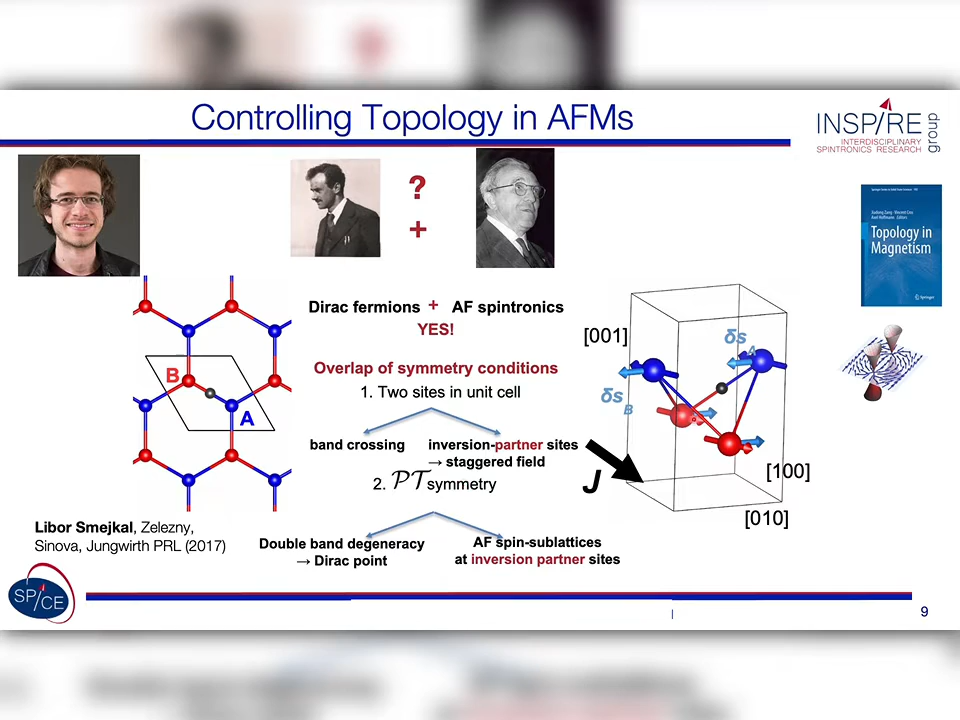 Controlling Topology in AFMs
INSPIRE group
INTERDISCIPLINARY
SPINTRONICS RESEARCH
?
+
Topology in
Magnetism
Springer
Dirac fermions + AF spintronics
YES!
Overlap of symmetry conditions
1. Two sites in unit cell
band crossing
inversion-partner sites
→ staggered field
2. 𝒫𝒯 symmetry
Double band degeneracy
→ Dirac point
AF spin-sublattices
at inversion partner sites
B
A
Libor Smejkal, Zelezny,
Sinova, Jungwirth PRL (2017)
[001]
δs A
δs B
J
[100]
[010]
SPICE
9